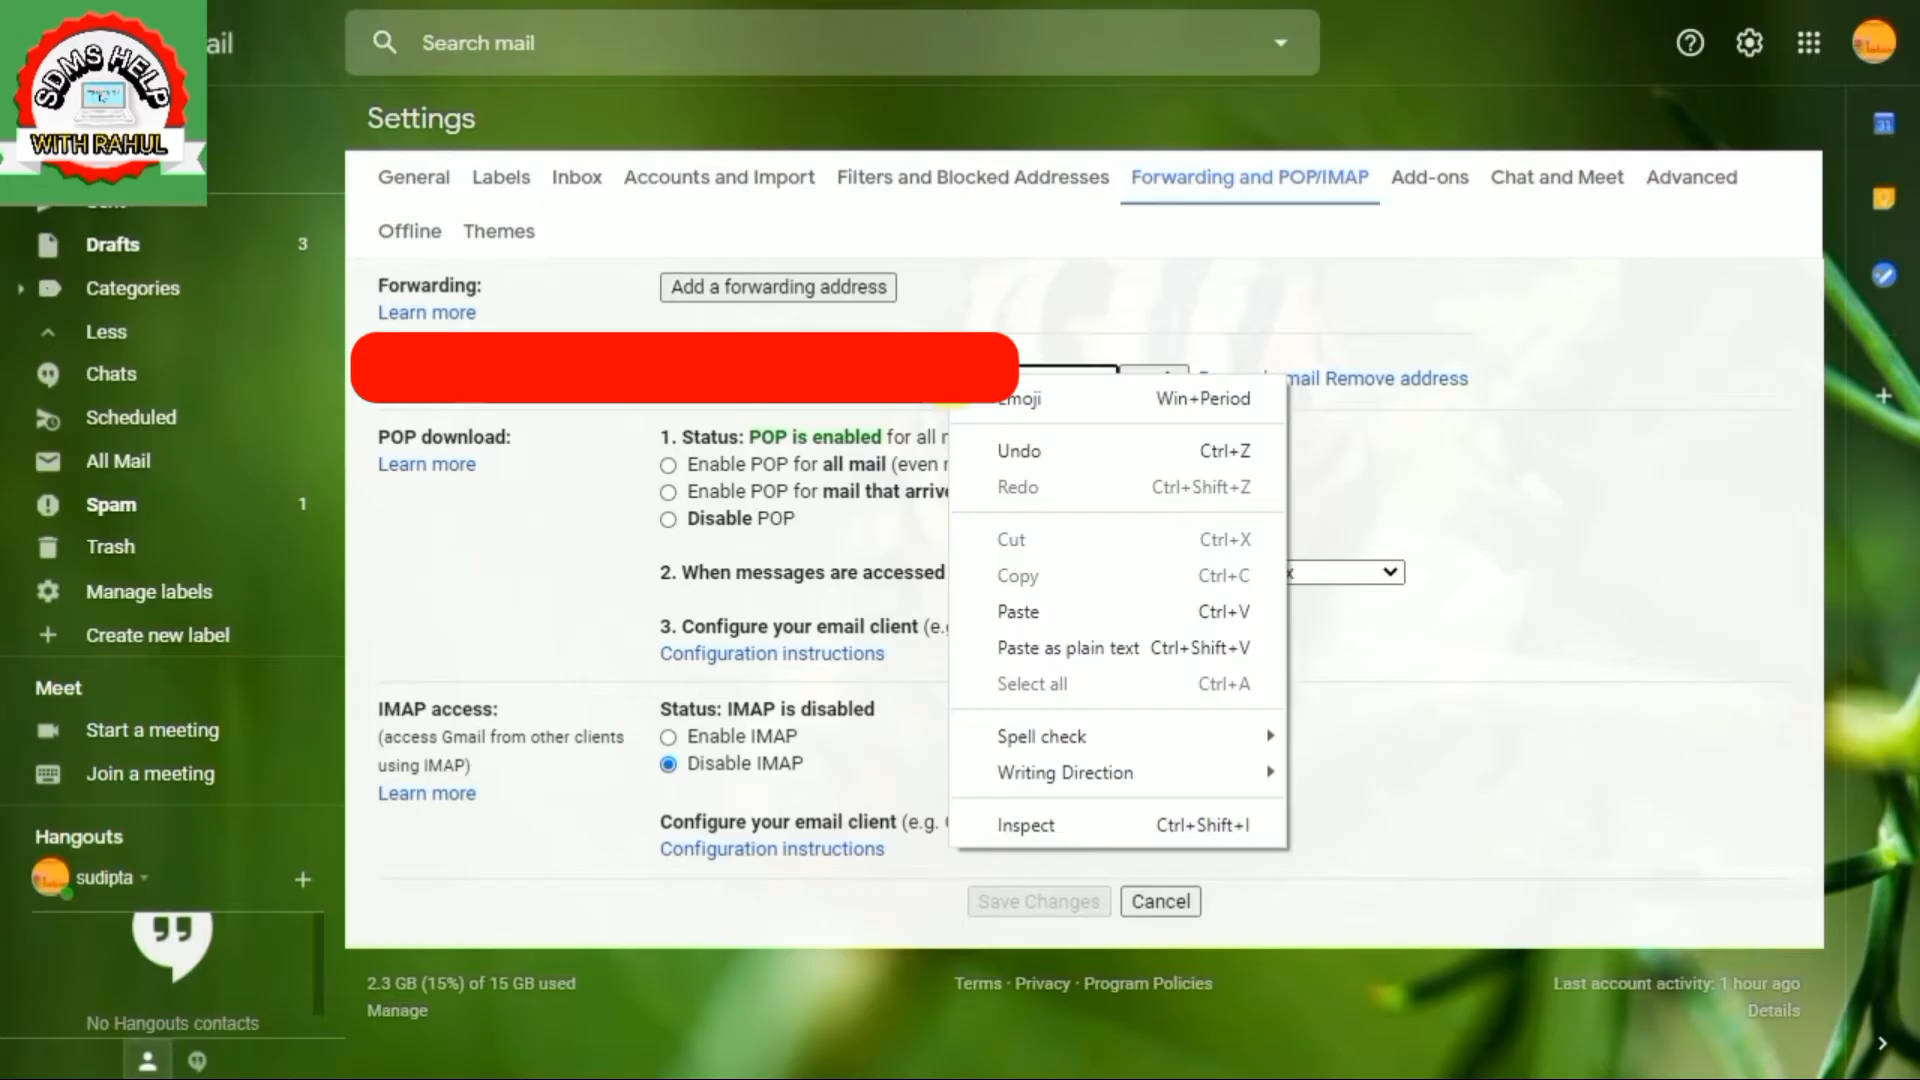 SDMS HELP
WITH RAHUL
ail
Search mail
Settings
General Labels Inbox Accounts and Import Filters and Blocked Addresses Forwarding and POP/IMAP Add-ons Chat and Meet Advanced
Offline Themes
Drafts 3
Categories
Less
Chats
Scheduled
All Mail
Spam 1
Trash
Manage labels
Create new label
Meet
Start a meeting
Join a meeting
Hangouts
sudipta
No Hangouts contacts
Forwarding:
Learn more
Add a forwarding address
mail Remove address
POP download:
Learn more
1. Status: POP is enabled for all
Enable POP for all mail (even
Enable POP for mail that arrive
Disable POP
2. When messages are accessed
3. Configure your email client (e.g
Configuration instructions
IMAP access:
(access Gmail from other clients
using IMAP)
Learn more
Status: IMAP is disabled
Enable IMAP
Disable IMAP
Configure your email client (e.g.
Configuration instructions
Emoji Win+Period
Undo Ctrl+Z
Redo Ctrl+Shift+Z
Cut Ctrl+X
Copy Ctrl+C
Paste Ctrl+V
Paste as plain text Ctrl+Shift+V
Select all Ctrl+A
Spell check
Writing Direction
Inspect Ctrl+Shift+I
Save Changes Cancel
2.3 GB (15%) of 15 GB used
Manage
Terms · Privacy · Program Policies
Last account activity: 1 hour ago
Details
31